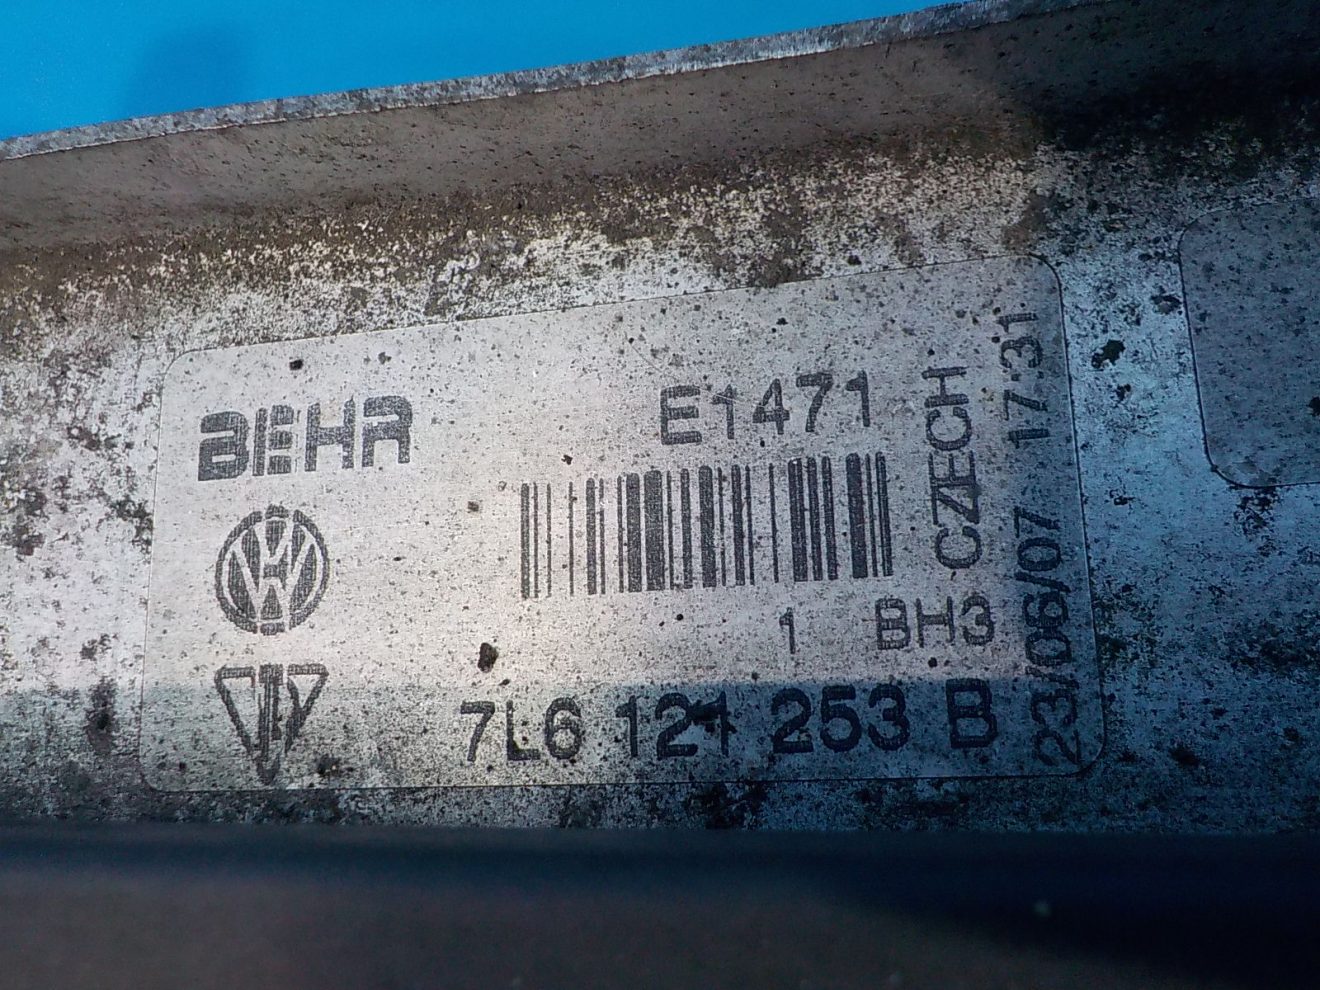 BEHR
E1471
1 BH3
7L6 121 253 B
CZECH
23/06/07 17:31